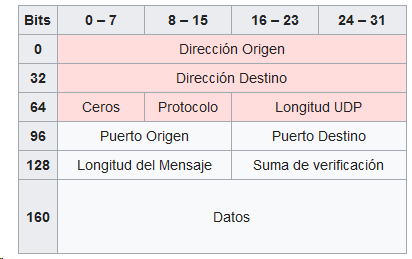 Bits 0 – 7 8 – 15 16 – 23 24 – 31
0 Dirección Origen
32 Dirección Destino
64 Ceros Protocolo Longitud UDP
96 Puerto Origen Puerto Destino
128 Longitud del Mensaje Suma de verificación
160 Datos